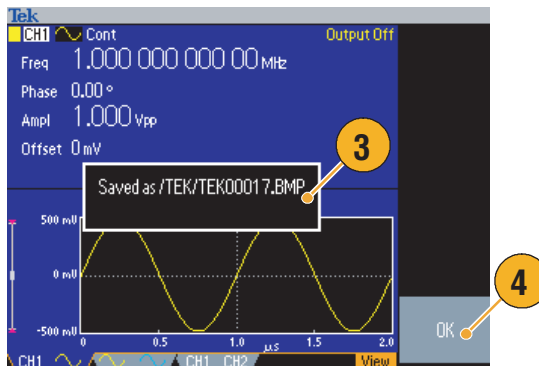 Tek
CH1 Cont Output Off
Freq 1.000 000 000 00 MHz
Phase 0.00 °
Ampl 1.000 Vpp
Offset 0 mV
3
Saved as /TEK/TEK00017.BMP
500 mV
0 mV
-500 mV
0 0.5 1.0 µs 1.5 2.0
4
OK
CH1 CH1 CH2 View